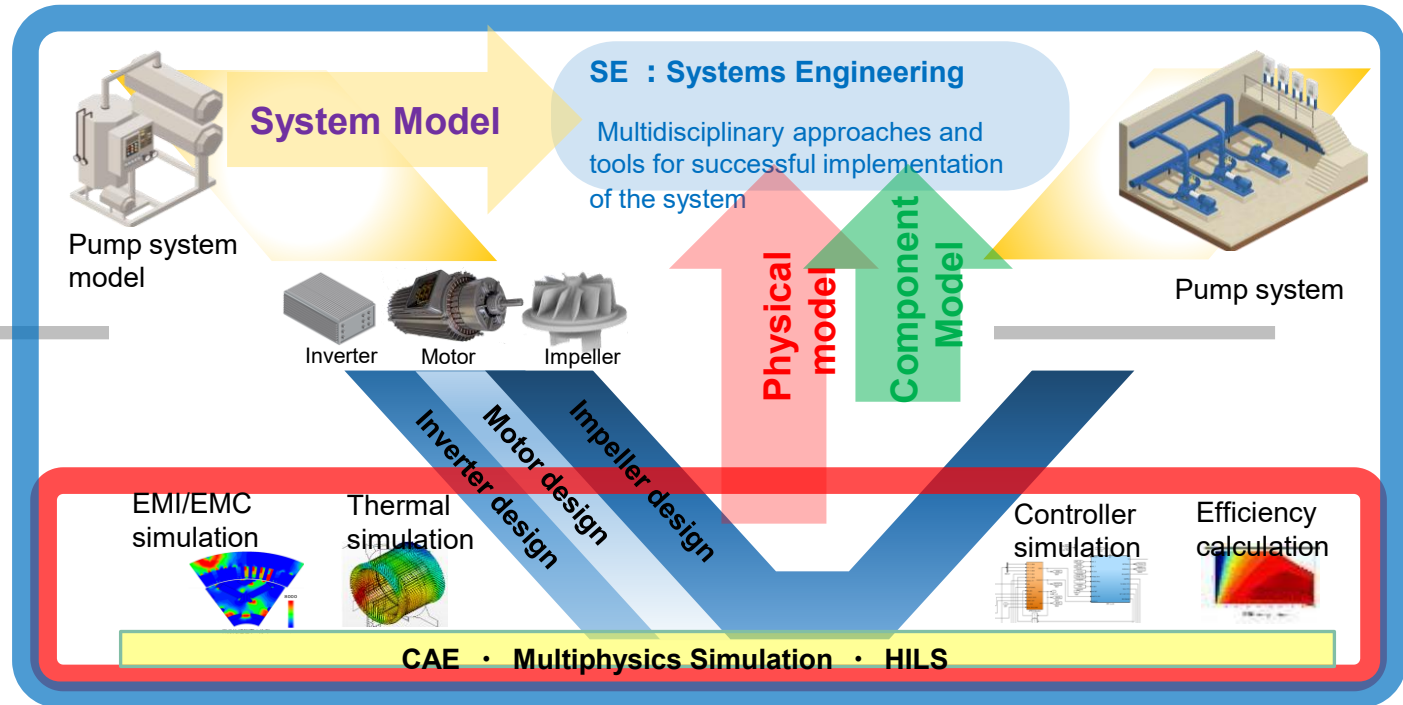 SE : Systems Engineering
System Model
Multidisciplinary approaches and
tools for successful implementation
of the system
Pump system
model
Pump system
Inverter
Motor
Impeller
Physical
model
Component
Model
Inverter design
Motor design
Impeller design
EMI/EMC
simulation
Thermal
simulation
Controller
simulation
Efficiency
calculation
CAE ・ Multiphysics Simulation ・ HILS